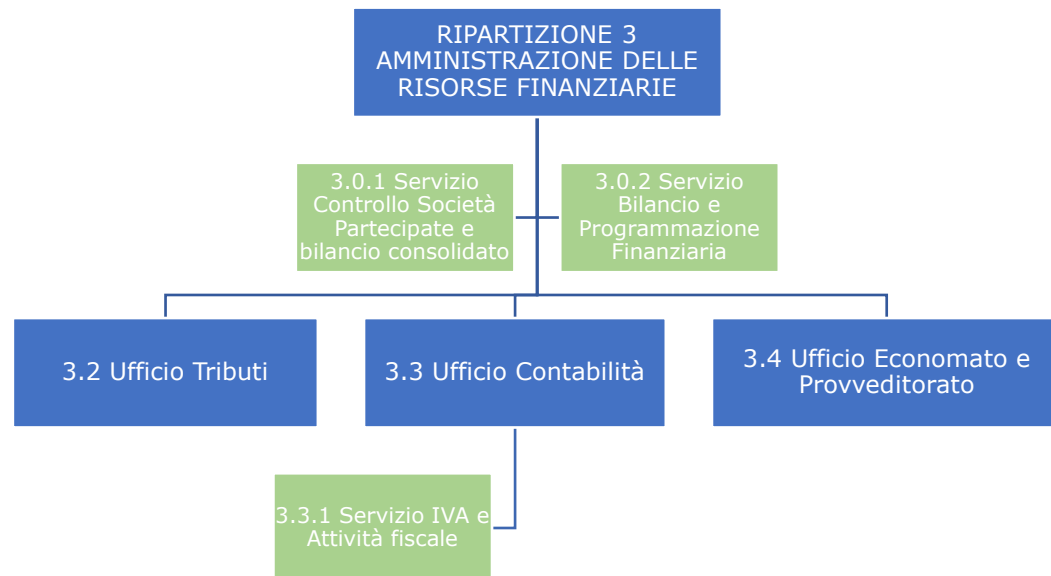 RIPARTIZIONE 3
AMMINISTRAZIONE DELLE
RISORSE FINANZIARIE
3.0.1 Servizio
Controllo Società
Partecipate e
bilancio consolidato
3.0.2 Servizio
Bilancio e
Programmazione
Finanziaria
3.2 Ufficio Tributi
3.3 Ufficio Contabilità
3.4 Ufficio Economato e
Provveditorato
3.3.1 Servizio IVA e
Attività fiscale